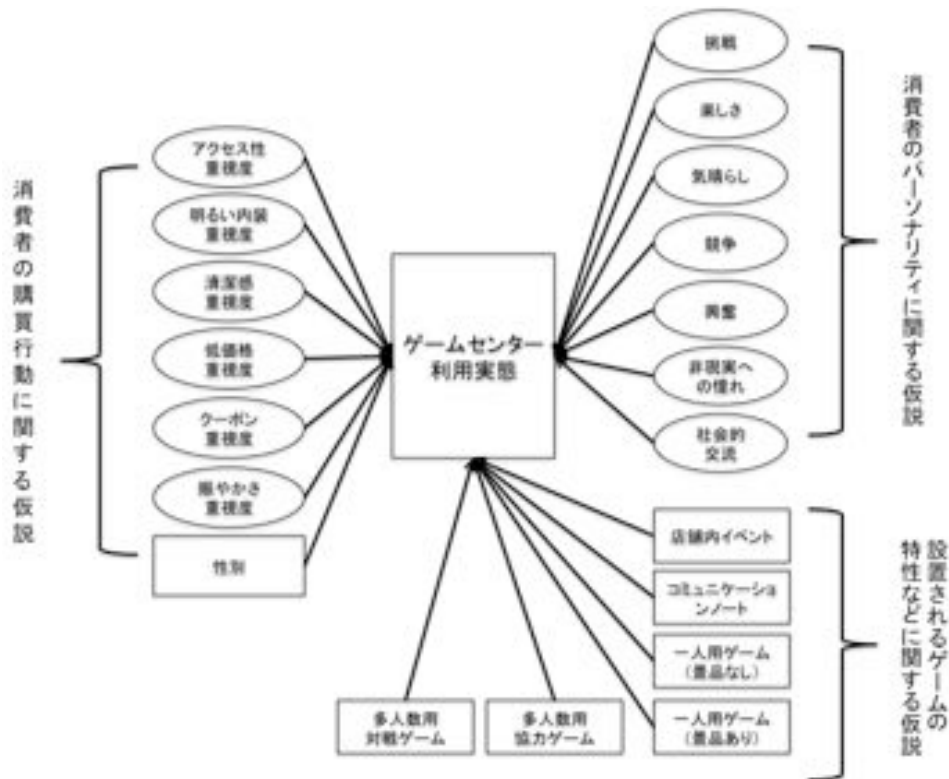 消費者の購買行動に関する仮説
アクセス性
重視度
明るい内装
重視度
清潔感
重視度
低価格
重視度
クーポン
重視度
賑やかさ
重視度
性別
ゲームセンター
利用実態
挑戦
楽しさ
気晴らし
競争
興奮
非現実へ
の憧れ
社会的
交流
消費者のパーソナリティに関する仮説
店舗内イベント
コミュニケーショ
ンノート
一人用ゲーム
(景品なし)
一人用ゲーム
(景品あり)
多人数用
対戦ゲーム
多人数用
協力ゲーム
設置されるゲームの
特性などに関する仮説